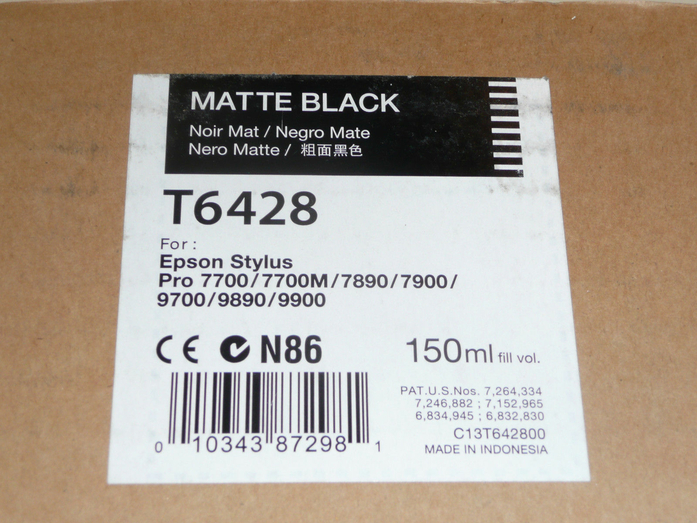 MATTE BLACK
Noir Mat / Negro Mate
Nero Matte / 粗面黑色
T6428
For :
Epson Stylus
Pro 7700/7700M/7890/7900/
9700/9890/9900
CE N86
150ml fill vol.
PAT.U.S.Nos. 7,264,334
7,246,882 ; 7,152,965
6,834,945 ; 6,832,830
C13T642800
MADE IN INDONESIA
0 10343 87298 1